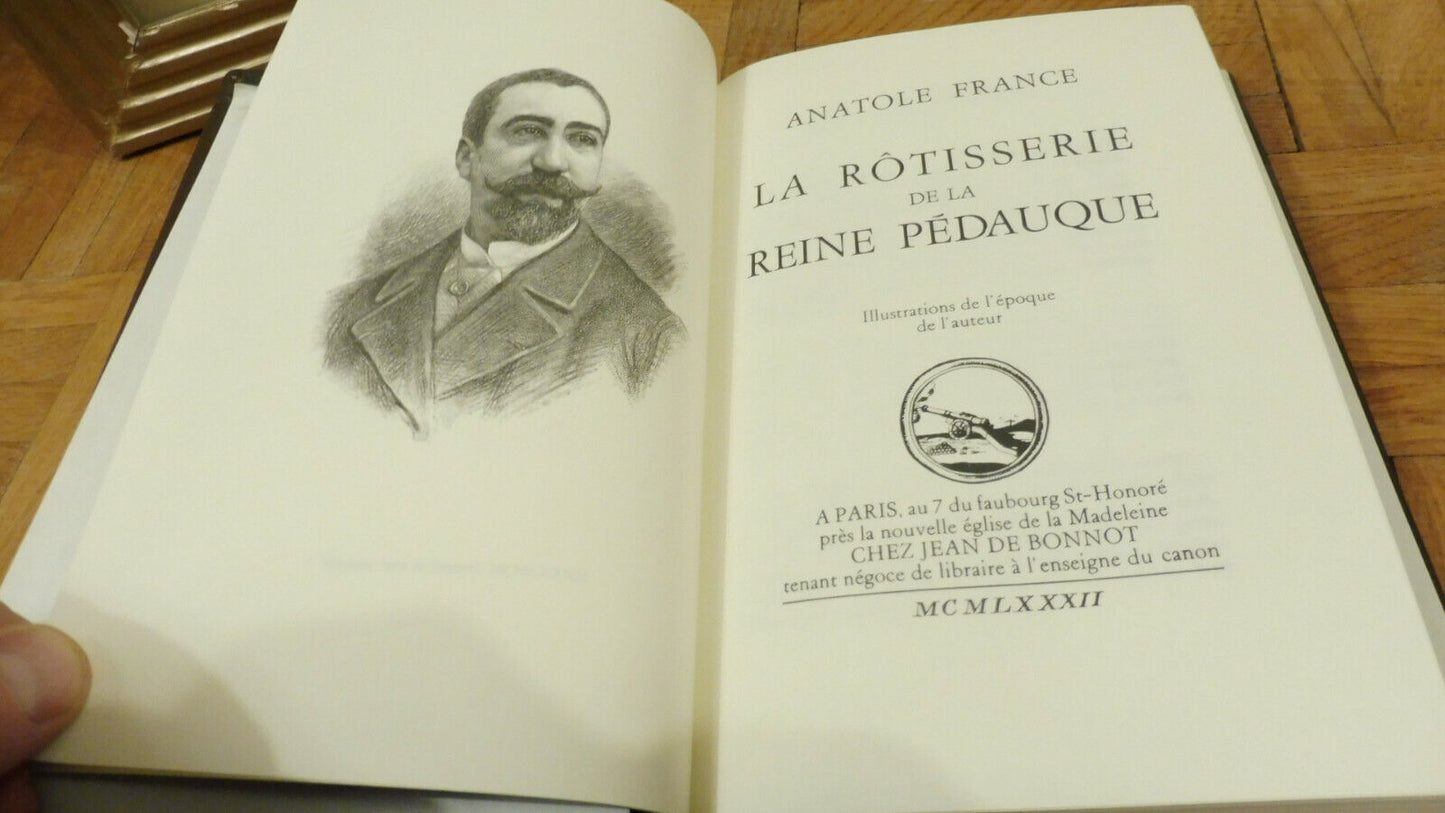 ANATOLE FRANCE
LA RÔTISSERIE
DE LA
REINE PÉDAUQUE
Illustrations de l'époque
de l'auteur
A PARIS, au 7 du faubourg St-Honoré
près la nouvelle église de la Madeleine
CHEZ JEAN DE BONNOT
tenant négoce de libraire à l'enseigne du canon
MCMLXXXII